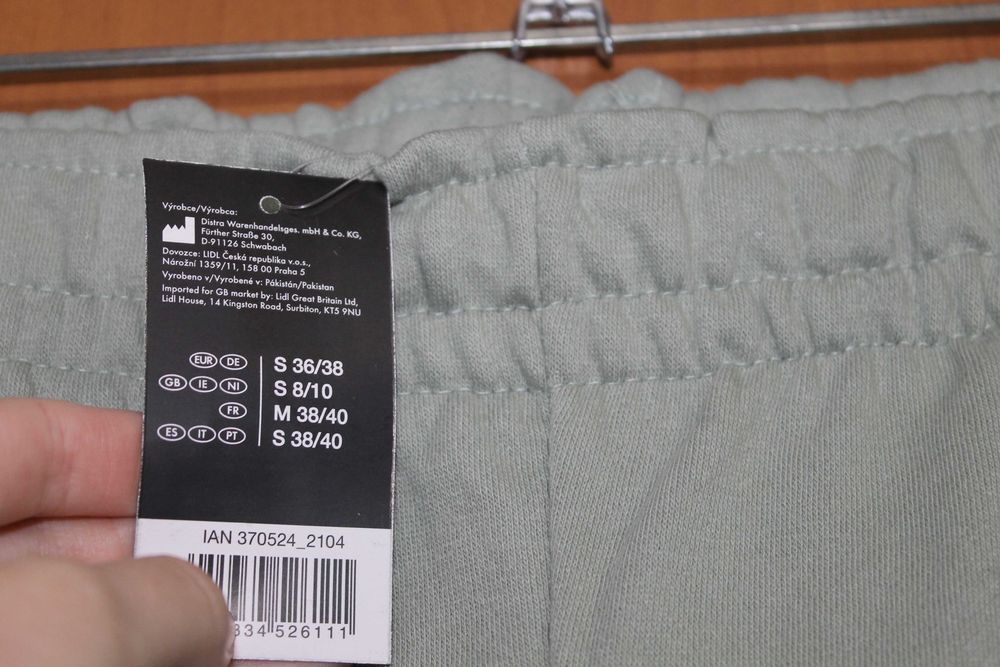 Výrobce/Výrobca:
Distra Warenhandelsges. mbH & Co. KG,
Fürther Straße 30,
D-91126 Schwabach
Dovozce: LIDL Česká republika v.o.s.,
Nárožní 1359/11, 158 00 Praha 5
Vyrobeno v/Vyrobené v: Pákistán/Pakistan
Imported for GB market by: Lidl Great Britain Ltd,
Lidl House, 14 Kingston Road, Surbiton, KT5 9NU
EUR DE S 36/38
GB IE NI S 8/10
FR M 38/40
ES IT PT S 38/40
IAN 370524_2104
334 526111